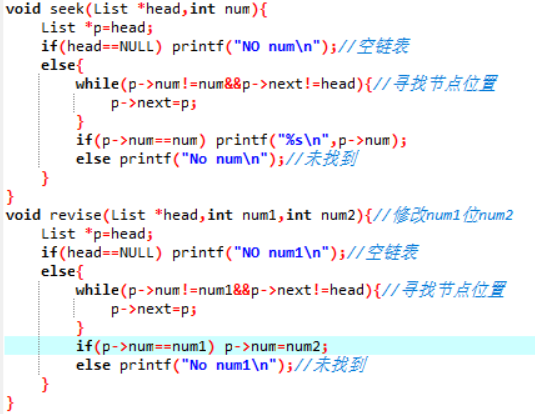 void seek(List *head,int num){
    List *p=head;
    if(head==NULL) printf("NO num\n");//空链表
    else{
        while(p->num!=num&&p->next!=head){//寻找节点位置
            p->next=p;
        }
        if(p->num==num) printf("%s\n",p->num);
        else printf("No num\n");//未找到
    }
}
void revise(List *head,int num1,int num2){//修改num1位num2
    List *p=head;
    if(head==NULL) printf("NO num1\n");//空链表
    else{
        while(p->num!=num1&&p->next!=head){//寻找节点位置
            p->next=p;
        }
        if(p->num==num1) p->num=num2;
        else printf("No num1\n");//未找到
    }
}